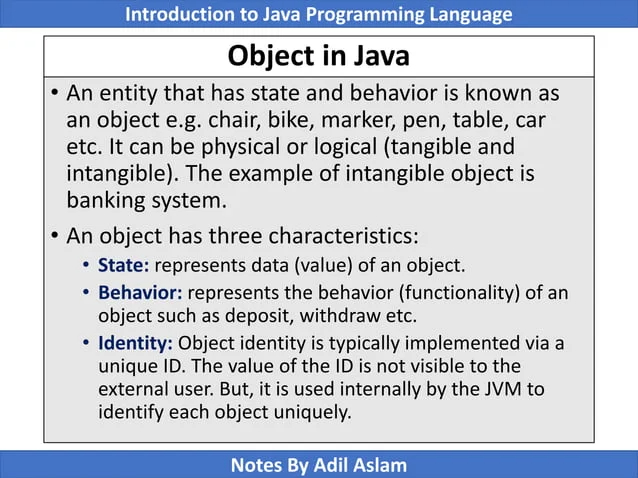 Introduction to Java Programming Language
Object in Java
• An entity that has state and behavior is known as
an object e.g. chair, bike, marker, pen, table, car
etc. It can be physical or logical (tangible and
intangible). The example of intangible object is
banking system.
• An object has three characteristics:
• State: represents data (value) of an object.
• Behavior: represents the behavior (functionality) of an
object such as deposit, withdraw etc.
• Identity: Object identity is typically implemented via a
unique ID. The value of the ID is not visible to the
external user. But, it is used internally by the JVM to
identify each object uniquely.
Notes By Adil Aslam